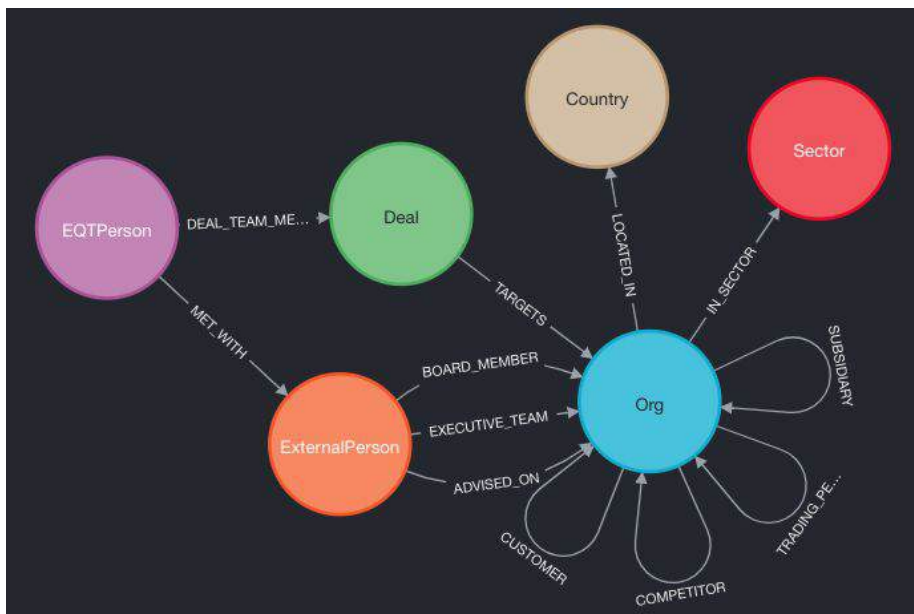 Country
Sector
EQTPerson
DEAL_TEAM_ME...
Deal
LOCATED_IN
IN_SECTOR
TARGETS
MET_WITH
BOARD_MEMBER
SUBSIDIARY
EXECUTIVE_TEAM
Org
ExternalPerson
ADVISED_ON
TRADING_PE...
CUSTOMER
COMPETITOR